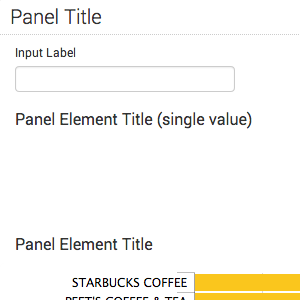 Panel Title
Input Label
Panel Element Title (single value)
Panel Element Title
STARBUCKS COFFEE
PEET'S COFFEE & TEA